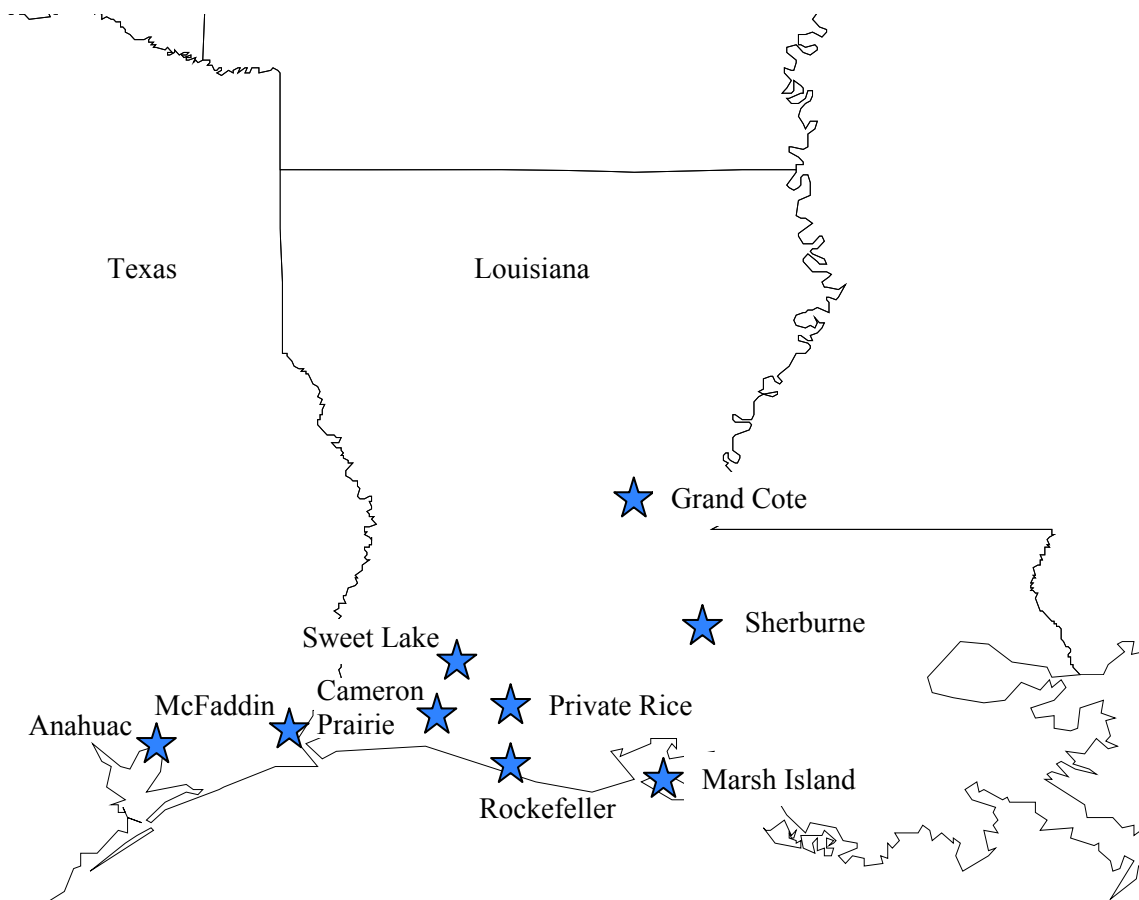 Texas
Louisiana
Grand Cote
Sherburne
Sweet Lake
Cameron
Prairie
Private Rice
McFaddin
Anahuac
Marsh Island
Rockefeller